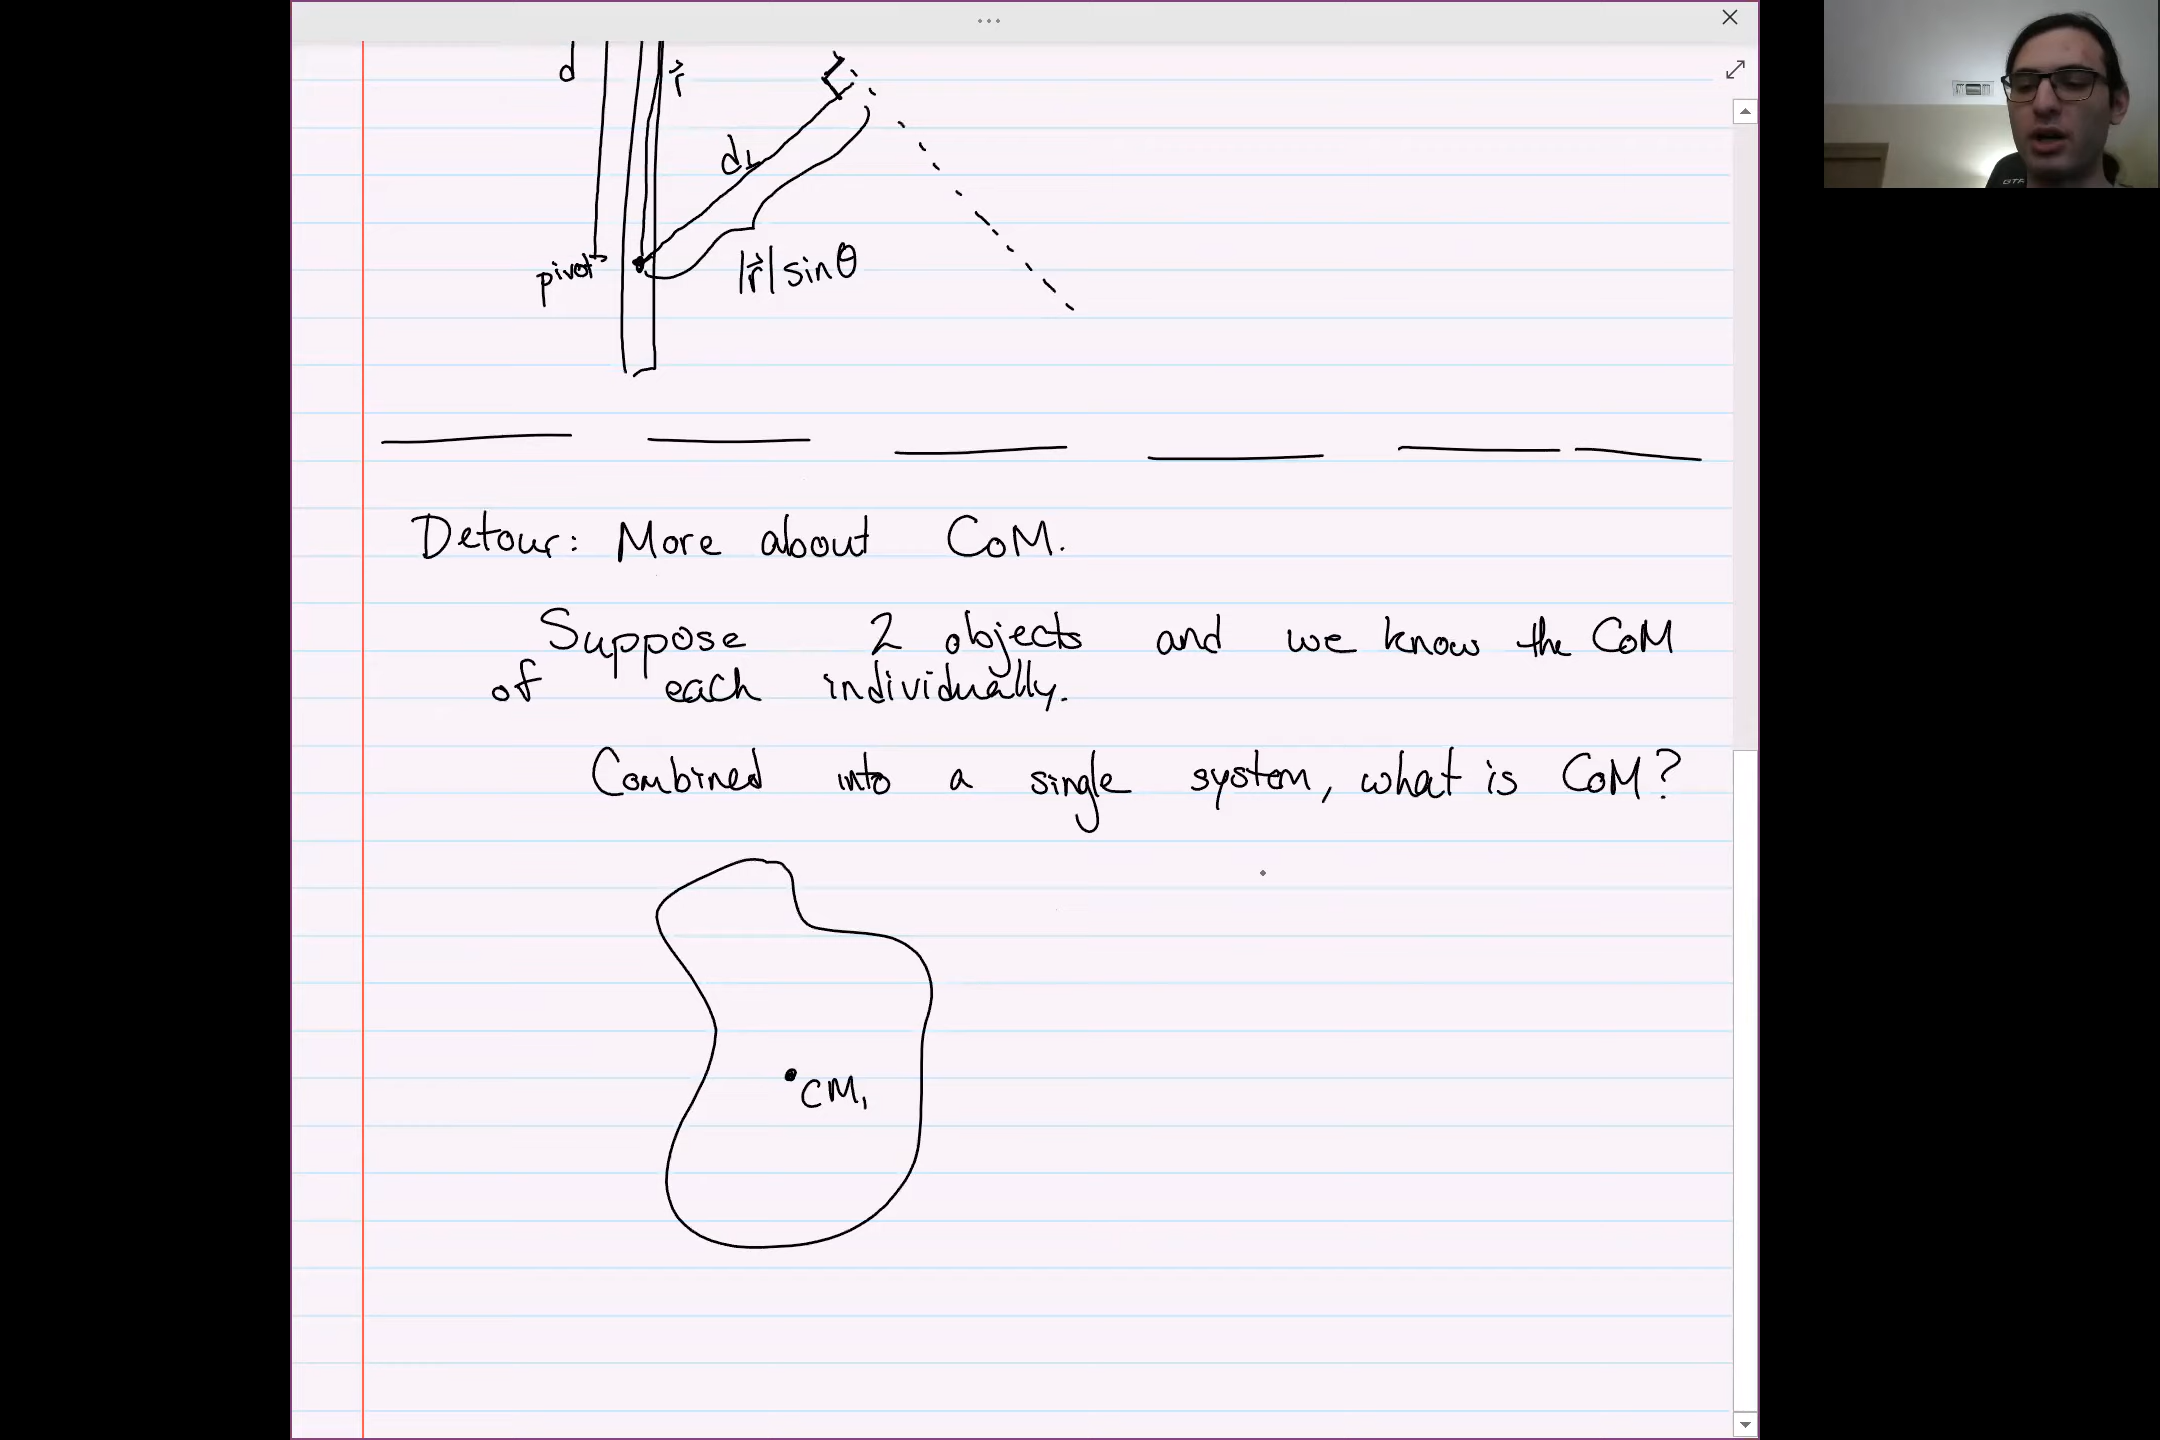 d
r⃗
d⊥
pivot
|r⃗| sin θ
Detour: More about CoM.
Suppose 2 objects and we know the CoM
of each individually.
Combined into a single system, what is CoM?
CM₁